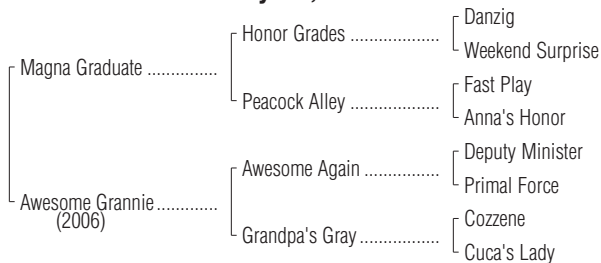 Danzig
Honor Grades ...................
Weekend Surprise
Magna Graduate ...............
Fast Play
Peacock Alley ...................
Anna's Honor
Deputy Minister
Awesome Again ................
Primal Force
Awesome Grannie.............
(2006)
Cozzene
Grandpa's Gray.................
Cuca's Lady